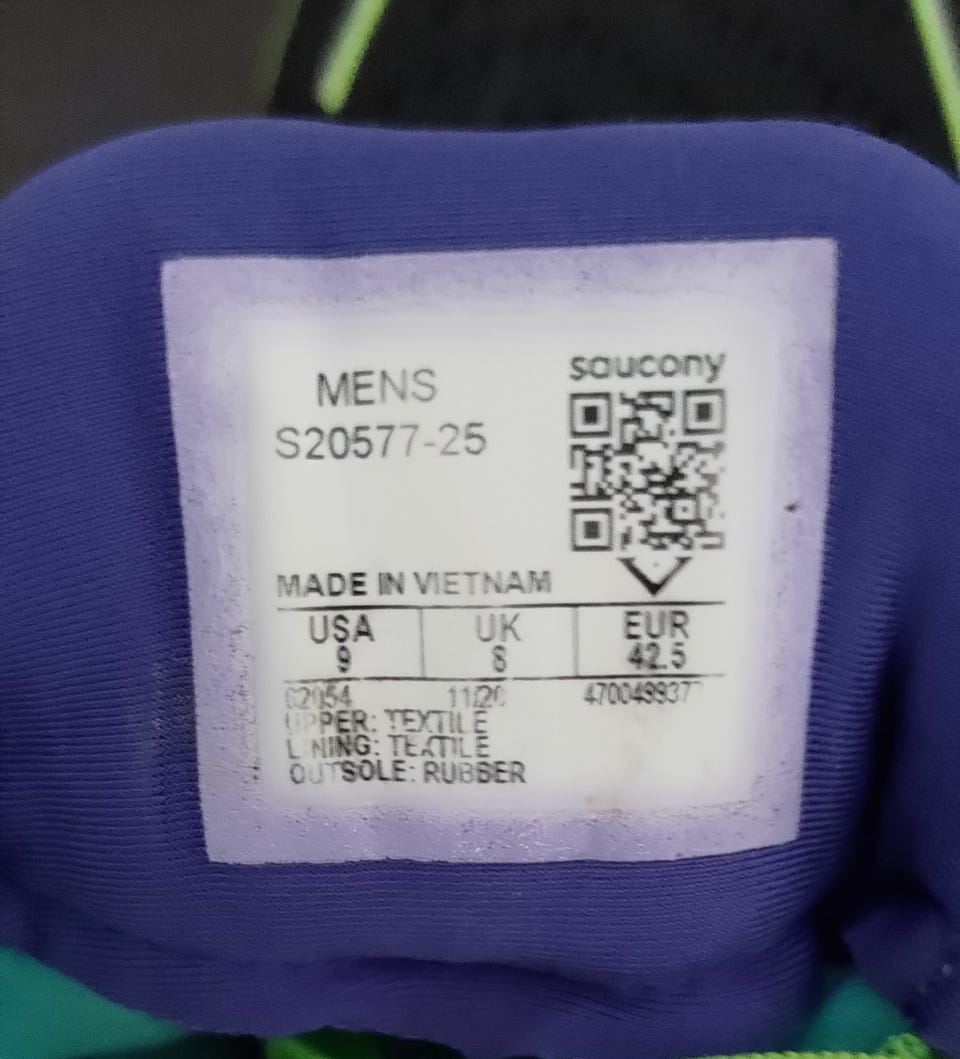 MENS
S20577-25
saucony
MADE IN VIETNAM
USA UK EUR
9 8 42.5
11/20
UPPER: TEXTILE
LINING: TEXTILE
OUTSOLE: RUBBER